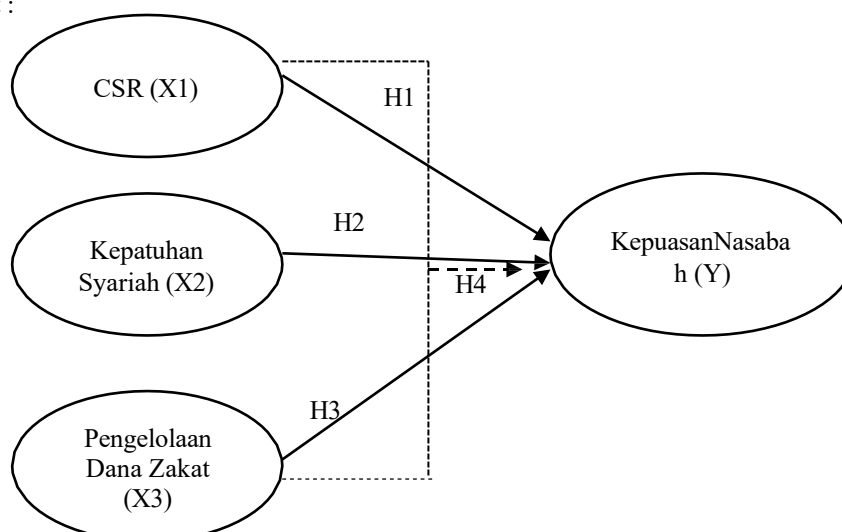 :
CSR (X1)
H1
H2
Kepatuhan
Syariah (X2)
KepuasanNasaba
h (Y)
H4
H3
Pengelolaan
Dana Zakat
(X3)